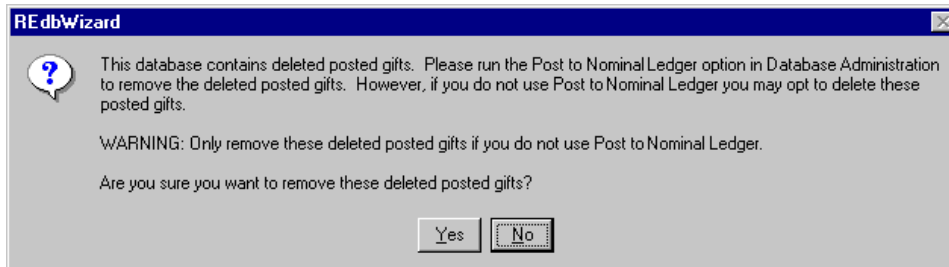 REdbWizard
This database contains deleted posted gifts.  Please run the Post to Nominal Ledger option in Database Administration
to remove the deleted posted gifts.  However, if you do not use Post to Nominal Ledger you may opt to delete these
posted gifts.
WARNING: Only remove these deleted posted gifts if you do not use Post to Nominal Ledger.
Are you sure you want to remove these deleted posted gifts?
Yes
No